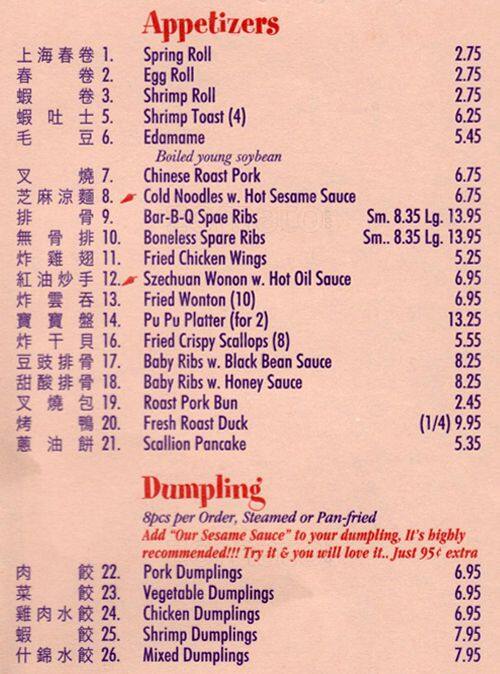 Appetizers
上海春卷 1. Spring Roll 2.75
春卷 2. Egg Roll 2.75
蝦卷 3. Shrimp Roll 2.75
蝦吐士 5. Shrimp Toast (4) 6.25
毛豆 6. Edamame 5.45
Boiled young soybean
叉燒 7. Chinese Roast Pork 6.75
芝麻涼麵 8. Cold Noodles w. Hot Sesame Sauce 6.75
排骨 9. Bar-B-Q Spae Ribs Sm. 8.35 Lg. 13.95
無骨排 10. Boneless Spare Ribs Sm.. 8.35 Lg. 13.95
炸雞翅 11. Fried Chicken Wings 5.25
紅油炒手 12. Szechuan Wonon w. Hot Oil Sauce 6.95
炸雲吞 13. Fried Wonton (10) 6.95
寶寶盤 14. Pu Pu Platter (for 2) 13.25
炸干貝 16. Fried Crispy Scallops (8) 5.55
豆豉排骨 17. Baby Ribs w. Black Bean Sauce 8.25
甜酸排骨 18. Baby Ribs w. Honey Sauce 8.25
叉燒包 19. Roast Pork Bun 2.45
烤鴨 20. Fresh Roast Duck (1/4) 9.95
蔥油餅 21. Scallion Pancake 5.35
Dumpling
8pcs per Order, Steamed or Pan-fried
Add "Our Sesame Sauce" to your dumpling, It's highly
recommended!!! Try it & you will love it.. Just 95¢ extra
肉餃 22. Pork Dumplings 6.95
菜餃 23. Vegetable Dumplings 6.95
雞肉水餃 24. Chicken Dumplings 6.95
蝦餃 25. Shrimp Dumplings 7.95
什錦水餃 26. Mixed Dumplings 7.95